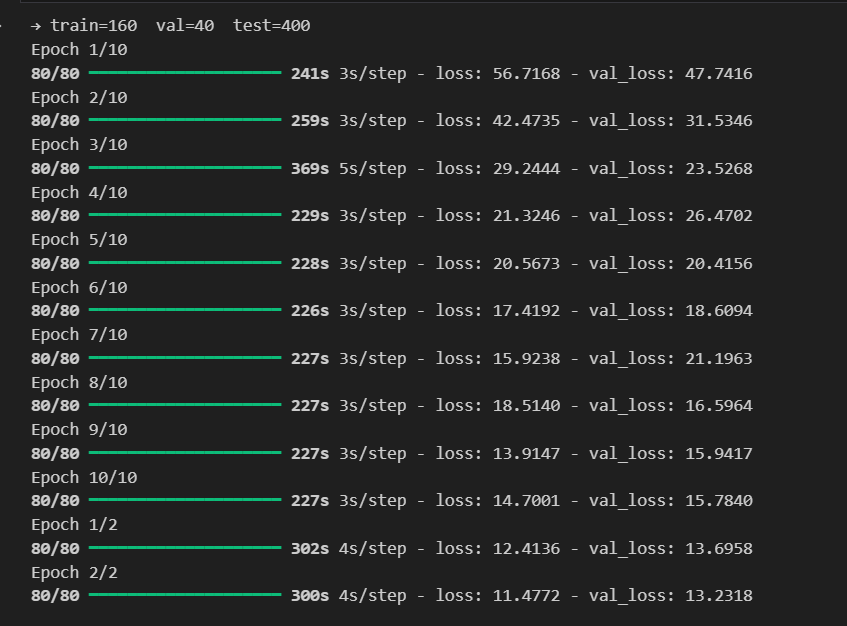 → train=160  val=40  test=400
Epoch 1/10
80/80 ━━━━━━━━━━━━━━━━━━━━ 241s 3s/step - loss: 56.7168 - val_loss: 47.7416
Epoch 2/10
80/80 ━━━━━━━━━━━━━━━━━━━━ 259s 3s/step - loss: 42.4735 - val_loss: 31.5346
Epoch 3/10
80/80 ━━━━━━━━━━━━━━━━━━━━ 369s 5s/step - loss: 29.2444 - val_loss: 23.5268
Epoch 4/10
80/80 ━━━━━━━━━━━━━━━━━━━━ 229s 3s/step - loss: 21.3246 - val_loss: 26.4702
Epoch 5/10
80/80 ━━━━━━━━━━━━━━━━━━━━ 228s 3s/step - loss: 20.5673 - val_loss: 20.4156
Epoch 6/10
80/80 ━━━━━━━━━━━━━━━━━━━━ 226s 3s/step - loss: 17.4192 - val_loss: 18.6094
Epoch 7/10
80/80 ━━━━━━━━━━━━━━━━━━━━ 227s 3s/step - loss: 15.9238 - val_loss: 21.1963
Epoch 8/10
80/80 ━━━━━━━━━━━━━━━━━━━━ 227s 3s/step - loss: 18.5140 - val_loss: 16.5964
Epoch 9/10
80/80 ━━━━━━━━━━━━━━━━━━━━ 227s 3s/step - loss: 13.9147 - val_loss: 15.9417
Epoch 10/10
80/80 ━━━━━━━━━━━━━━━━━━━━ 227s 3s/step - loss: 14.7001 - val_loss: 15.7840
Epoch 1/2
80/80 ━━━━━━━━━━━━━━━━━━━━ 302s 4s/step - loss: 12.4136 - val_loss: 13.6958
Epoch 2/2
80/80 ━━━━━━━━━━━━━━━━━━━━ 300s 4s/step - loss: 11.4772 - val_loss: 13.2318